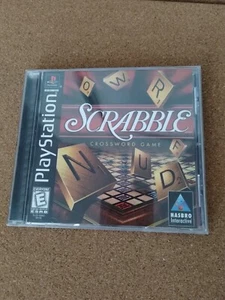 PlayStation
O W R
SCRABBLE
CROSSWORD GAME
N U D F
E
HASBRO
Interactive